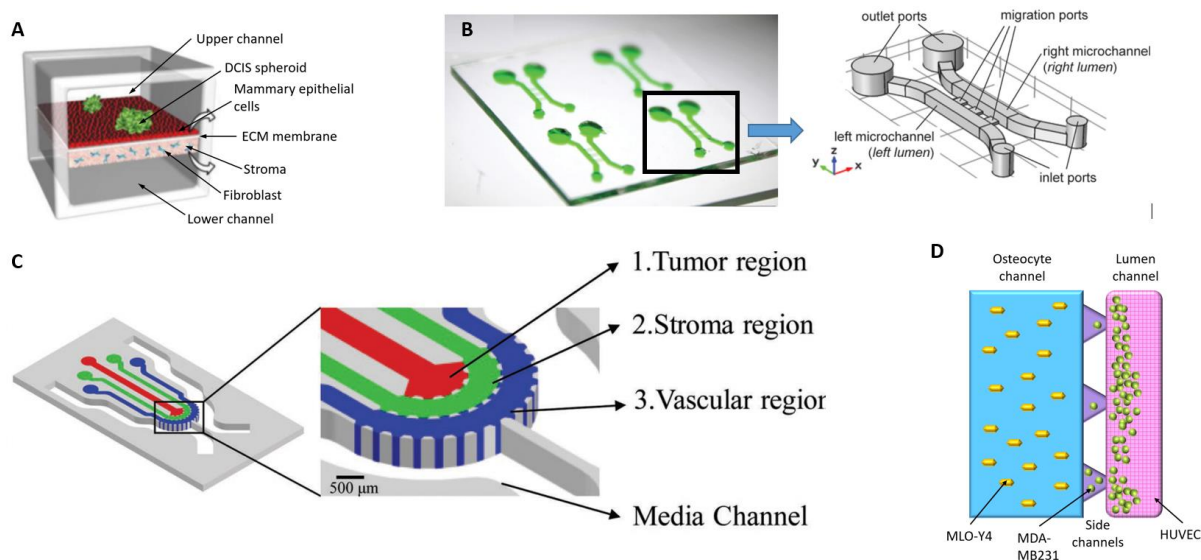 A
Upper channel
DCIS spheroid
Mammary epithelial
cells
ECM membrane
Stroma
Fibroblast
Lower channel
B
outlet ports
migration ports
right microchannel
(right lumen)
left microchannel
(left lumen)
inlet ports
z
y
x
C
1.Tumor region
2.Stroma region
3.Vascular region
Media Channel
500 μm
D
Osteocyte
channel
Lumen
channel
MLO-Y4
MDA-
MB231
Side
channels
HUVEC